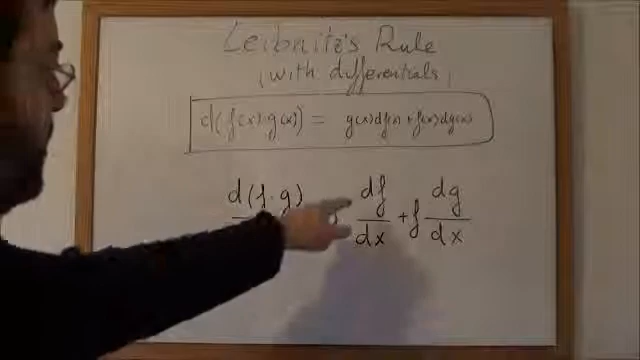 Leibnitz's Rule
(with differentials)
d(f(x)·g(x)) = g(x)df(x) + f(x)dg(x)
d(f·g) df/dx + f dg/dx